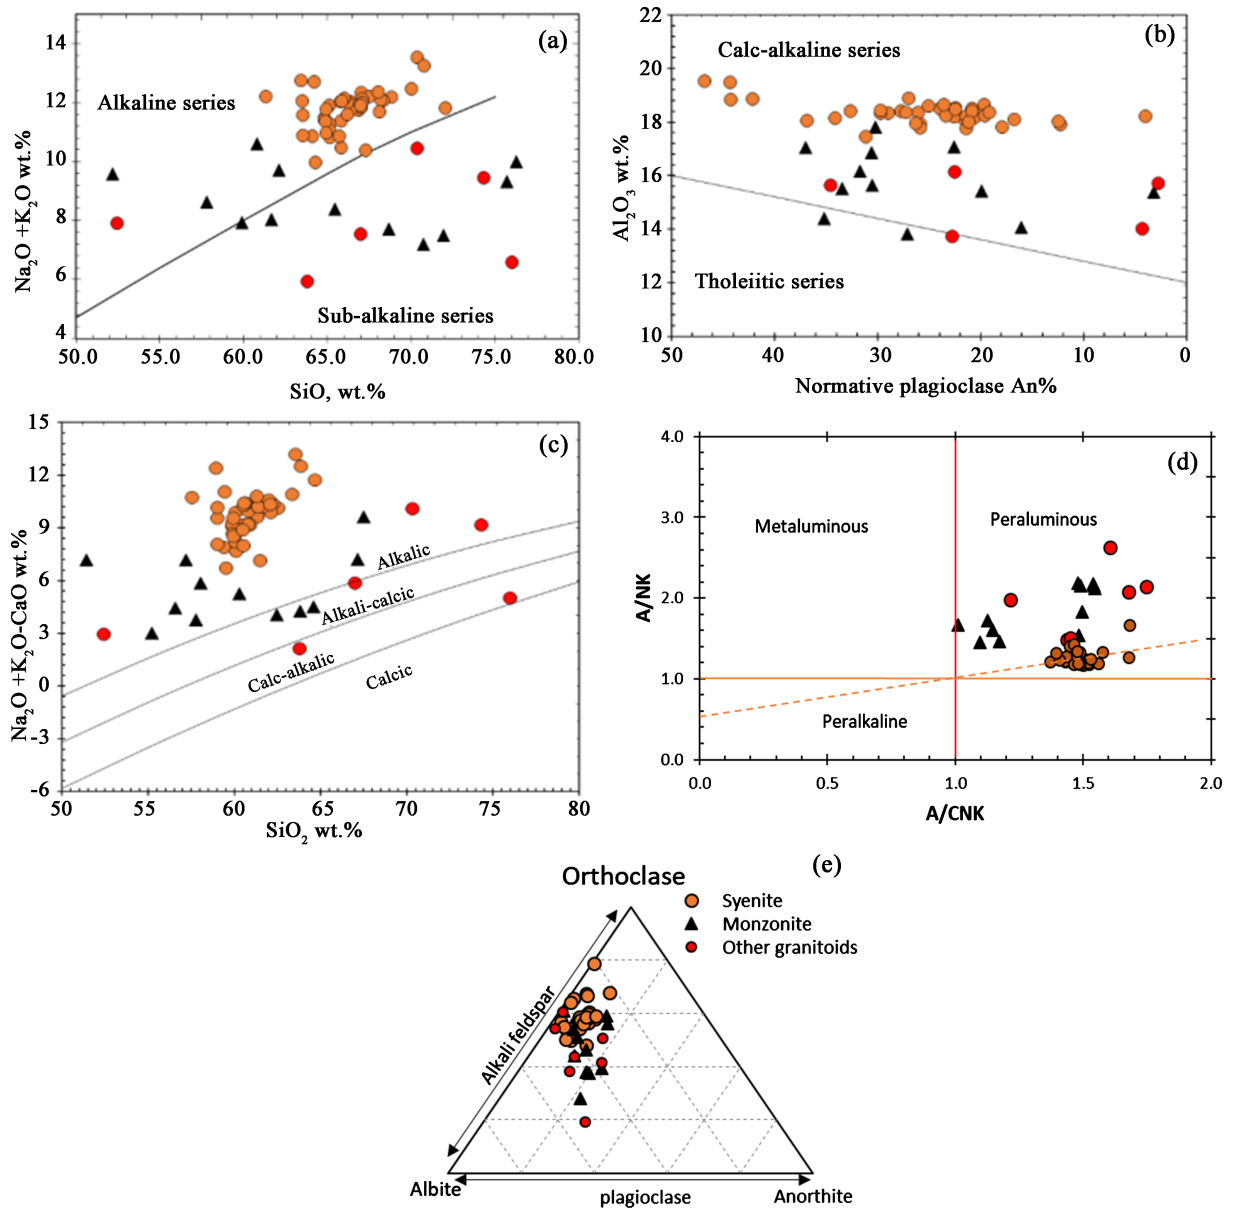 (a)
14
12
10
8
6
4
Na2O +K2O wt.%
Alkaline series
Sub-alkaline series
50.0 55.0 60.0 65.0 70.0 75.0 80.0
SiO, wt.%
(b)
22
20
18
16
14
12
10
Al2O3 wt.%
Calc-alkaline series
Tholeiitic series
50 40 30 20 10 0
Normative plagioclase An%
(c)
15
12
9
6
3
0
-3
-6
Na2O +K2O-CaO wt.%
Alkalic
Alkali-calcic
Calc-alkalic
Calcic
50 55 60 65 70 75 80
SiO2 wt.%
(d)
4.0
3.0
2.0
1.0
0.0
A/NK
Metaluminous
Peraluminous
Peralkaline
0.0 0.5 1.0 1.5 2.0
A/CNK
(e)
Orthoclase
Syenite
Monzonite
Other granitoids
Alkali feldspar
Albite
plagioclase
Anorthite